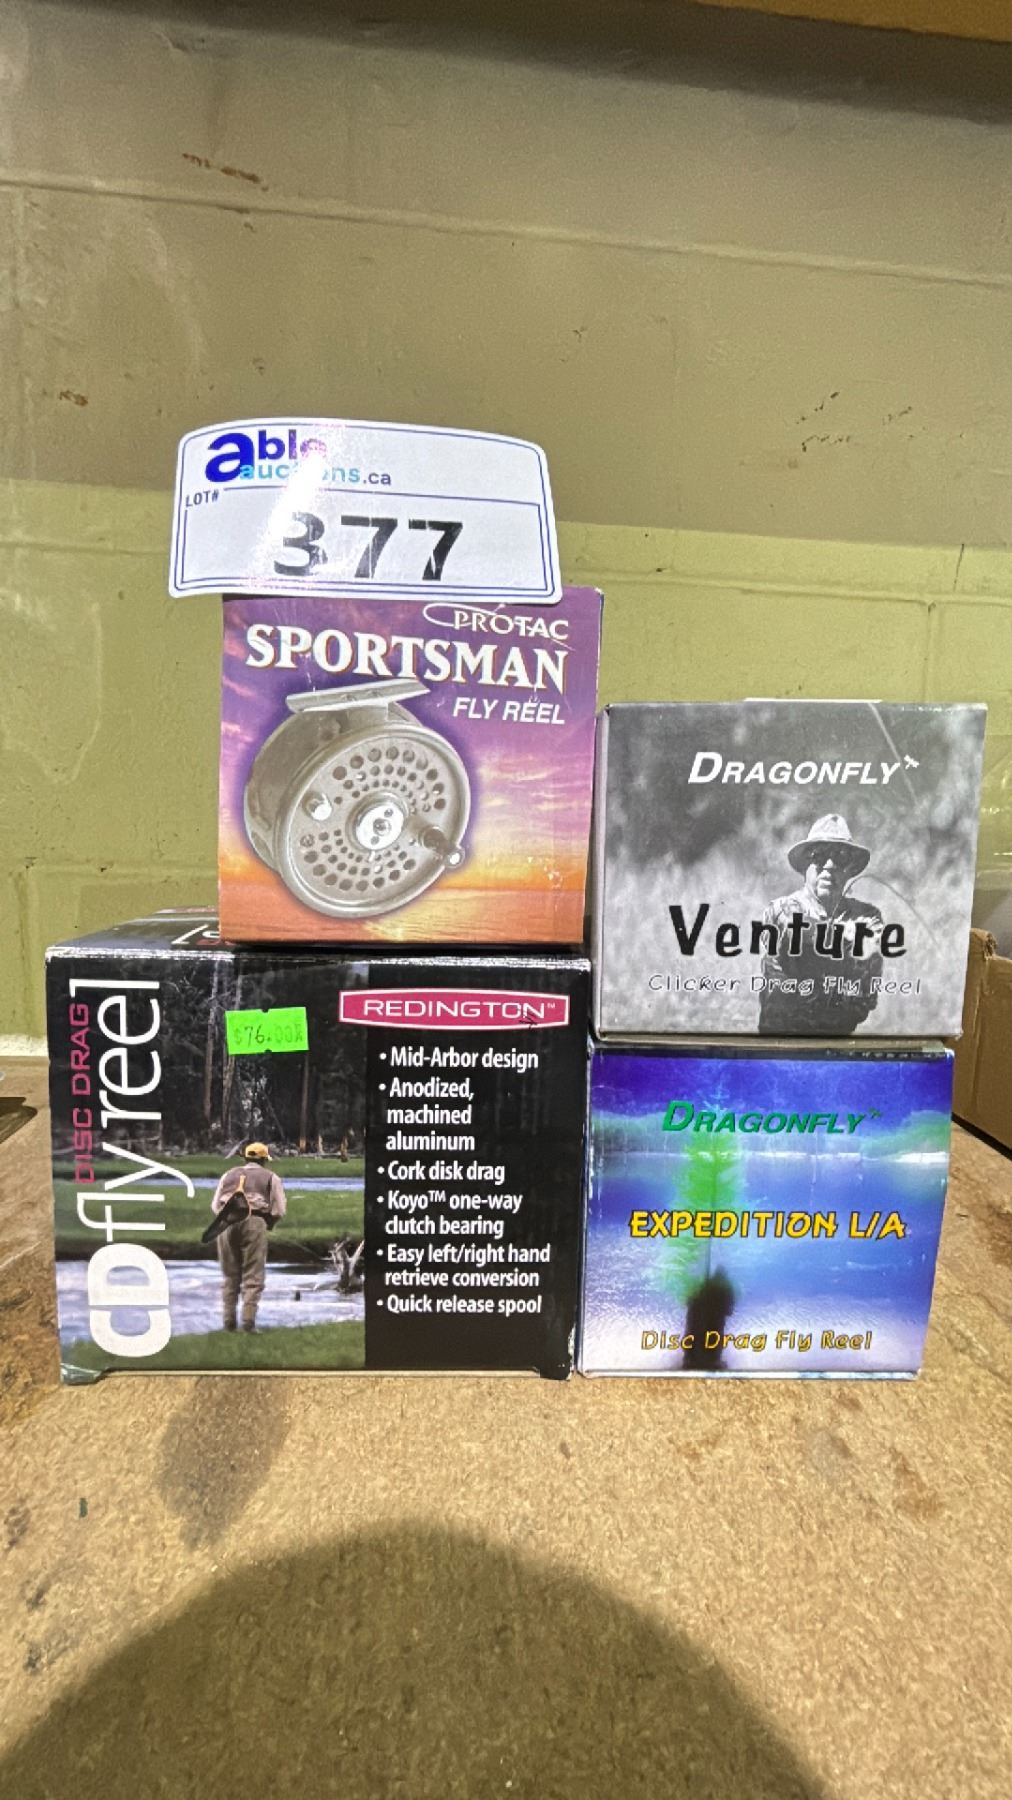 able
auctions.ca
LOT#
377
PROTAC
SPORTSMAN
FLY REEL
DRAGONFLY
Venture
Clicker Drag Fly Reel
DISC DRAG
CD fly reel
$76.00
REDINGTON™
• Mid-Arbor design
• Anodized,
machined
aluminum
• Cork disk drag
• Koyo™ one-way
clutch bearing
• Easy left/right hand
retrieve conversion
• Quick release spool
DRAGONFLY
EXPEDITION L/A
Disc Drag Fly Reel